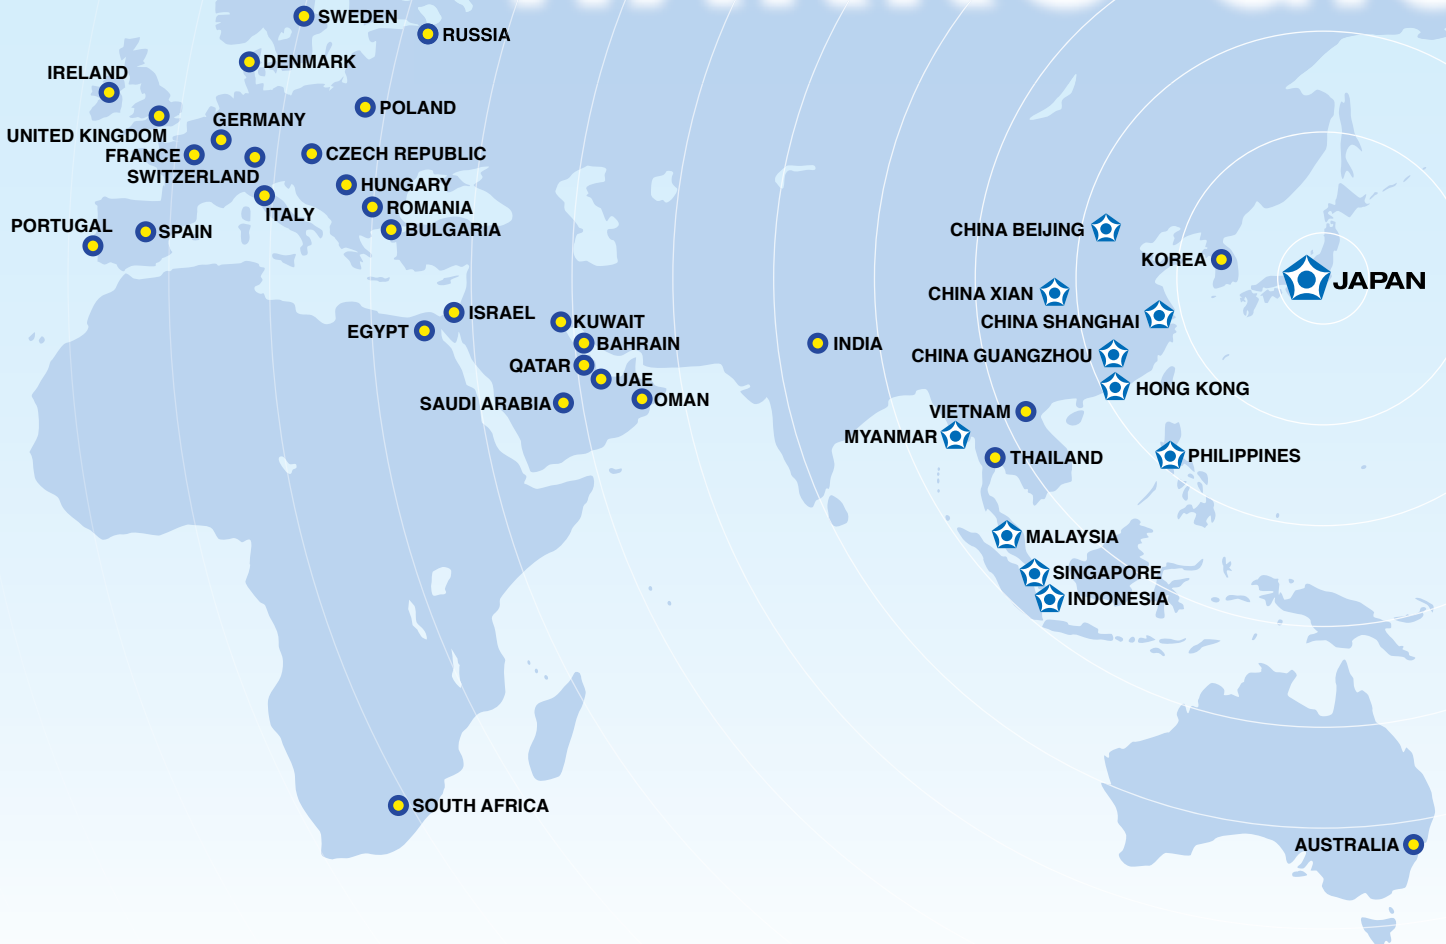 SWEDEN
RUSSIA
DENMARK
IRELAND
POLAND
GERMANY
UNITED KINGDOM
FRANCE
CZECH REPUBLIC
SWITZERLAND
HUNGARY
ROMANIA
ITALY
PORTUGAL
SPAIN
BULGARIA
CHINA BEIJING
KOREA
JAPAN
CHINA XIAN
ISRAEL
KUWAIT
CHINA SHANGHAI
EGYPT
BAHRAIN
INDIA
CHINA GUANGZHOU
QATAR
UAE
HONG KONG
SAUDI ARABIA
OMAN
VIETNAM
MYANMAR
THAILAND
PHILIPPINES
MALAYSIA
SINGAPORE
INDONESIA
SOUTH AFRICA
AUSTRALIA